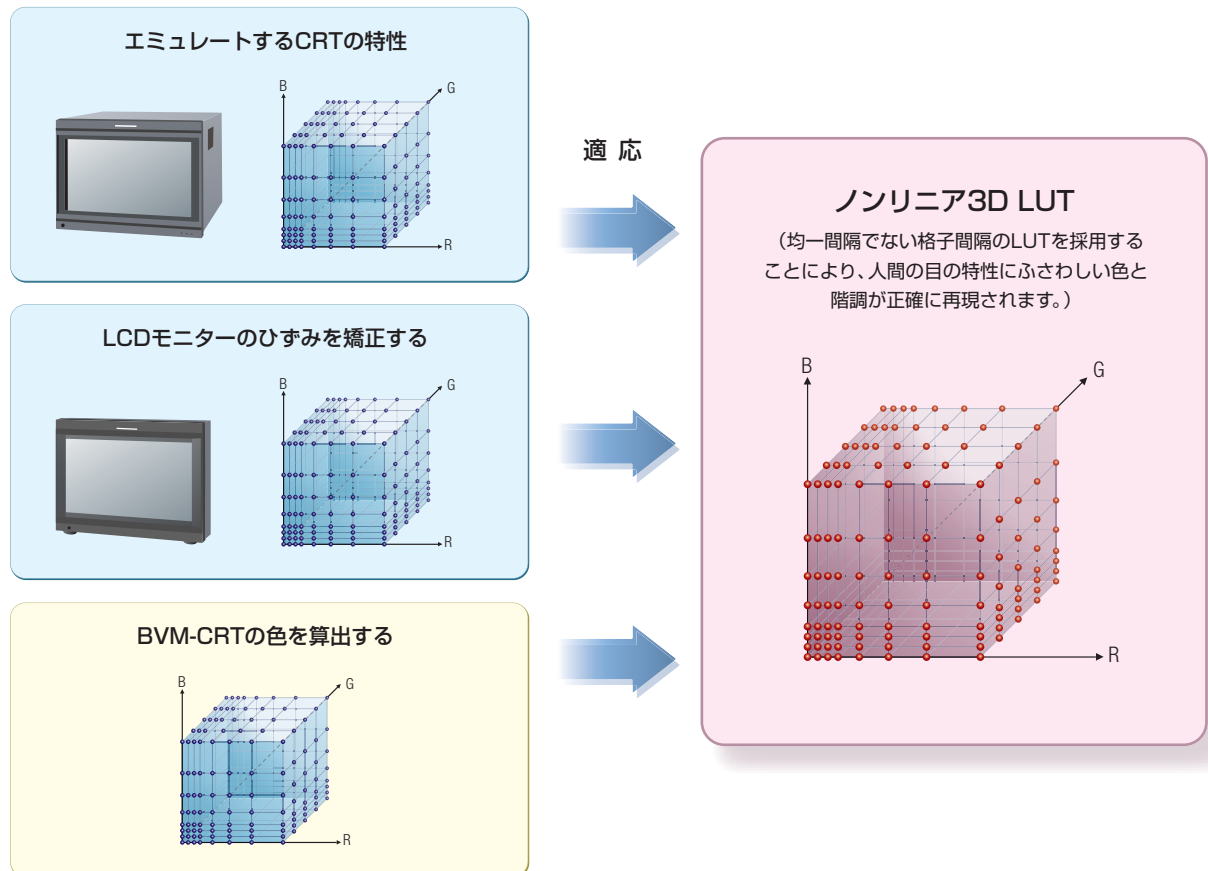 エミュレートするCRTの特性
B
G
R
適 応
LCDモニターのひずみを矯正する
B
G
R
BVM-CRTの色を算出する
B
G
R
ノンリニア3D LUT
（均一間隔でない格子間隔のLUTを採用する
ことにより、人間の目の特性にふさわしい色と
階調が正確に再現されます。）
B
G
R